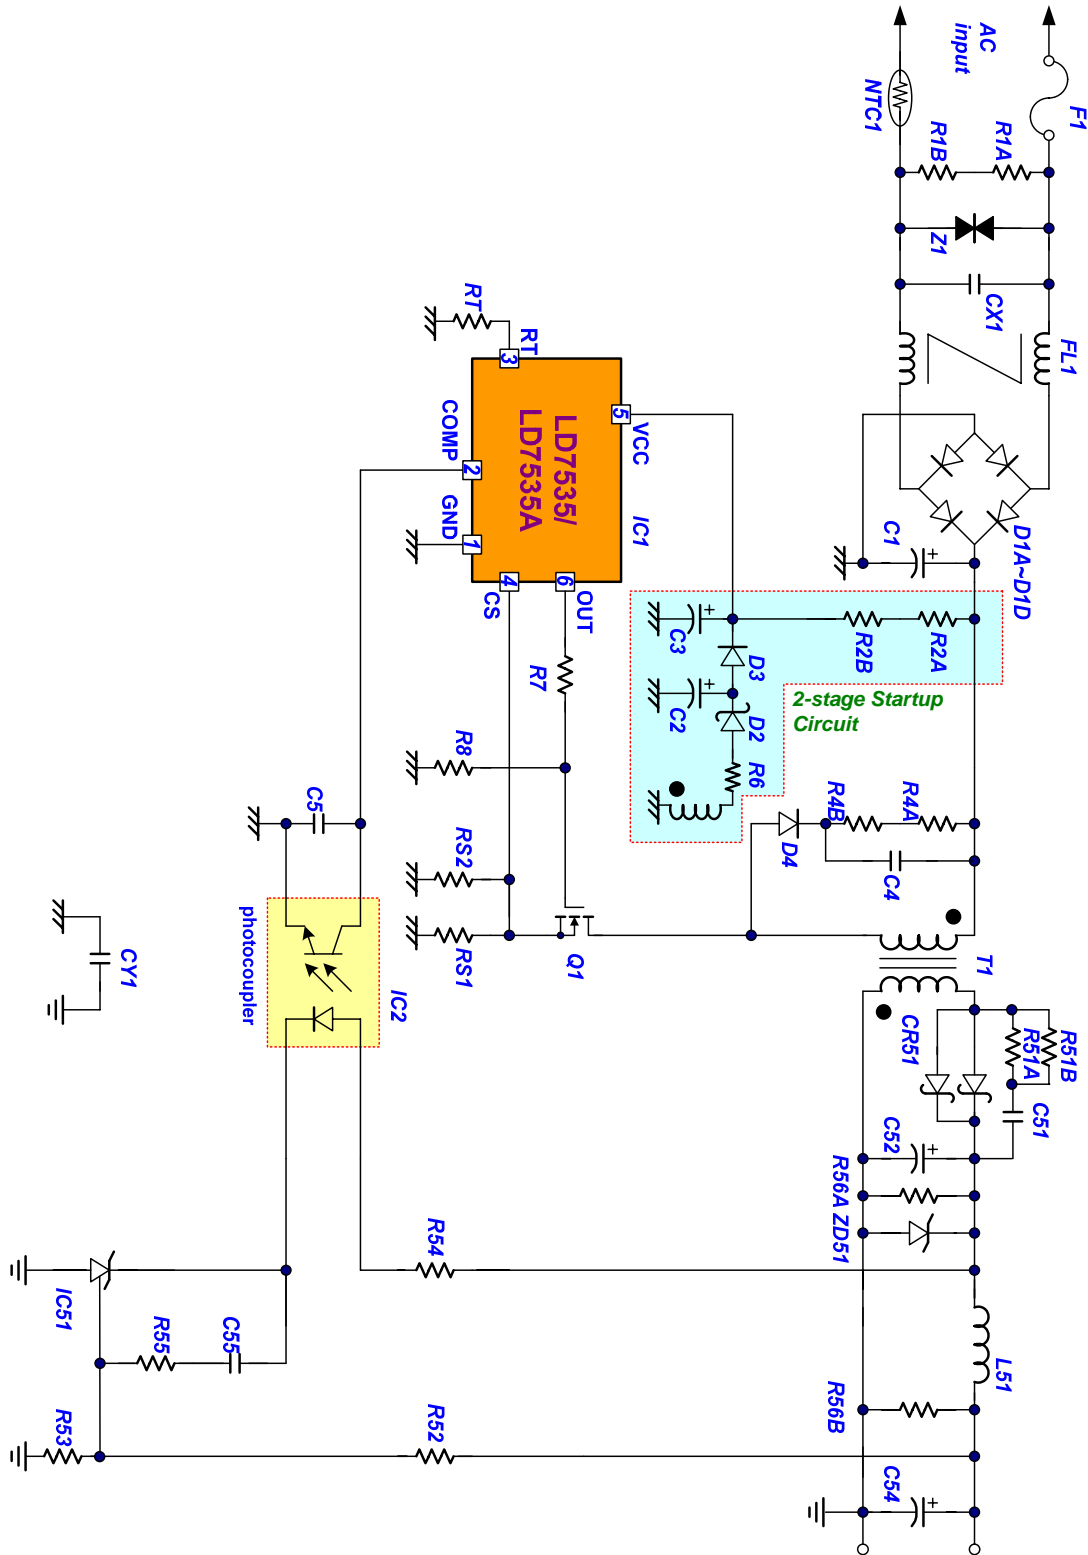 AC
input
F1
NTC1
R1A
R1B
Z1
CX1
FL1
D1A~D1D
C1
R2A
R2B
C3
D3
C2
D2
R6
2-stage Startup
Circuit
R4A
R4B
C4
D4
T1
R51B
R51A
CR51
C51
C52
R56A
ZD51
L51
R56B
C54
RT
RT
3
5
VCC
COMP
2
GND
1
LD7535/
LD7535A
IC1
4
CS
6
OUT
R7
R8
RS2
RS1
Q1
C5
IC2
photocoupler
CY1
R54
IC51
R55
C55
R53
R52
+
+
+
+
+